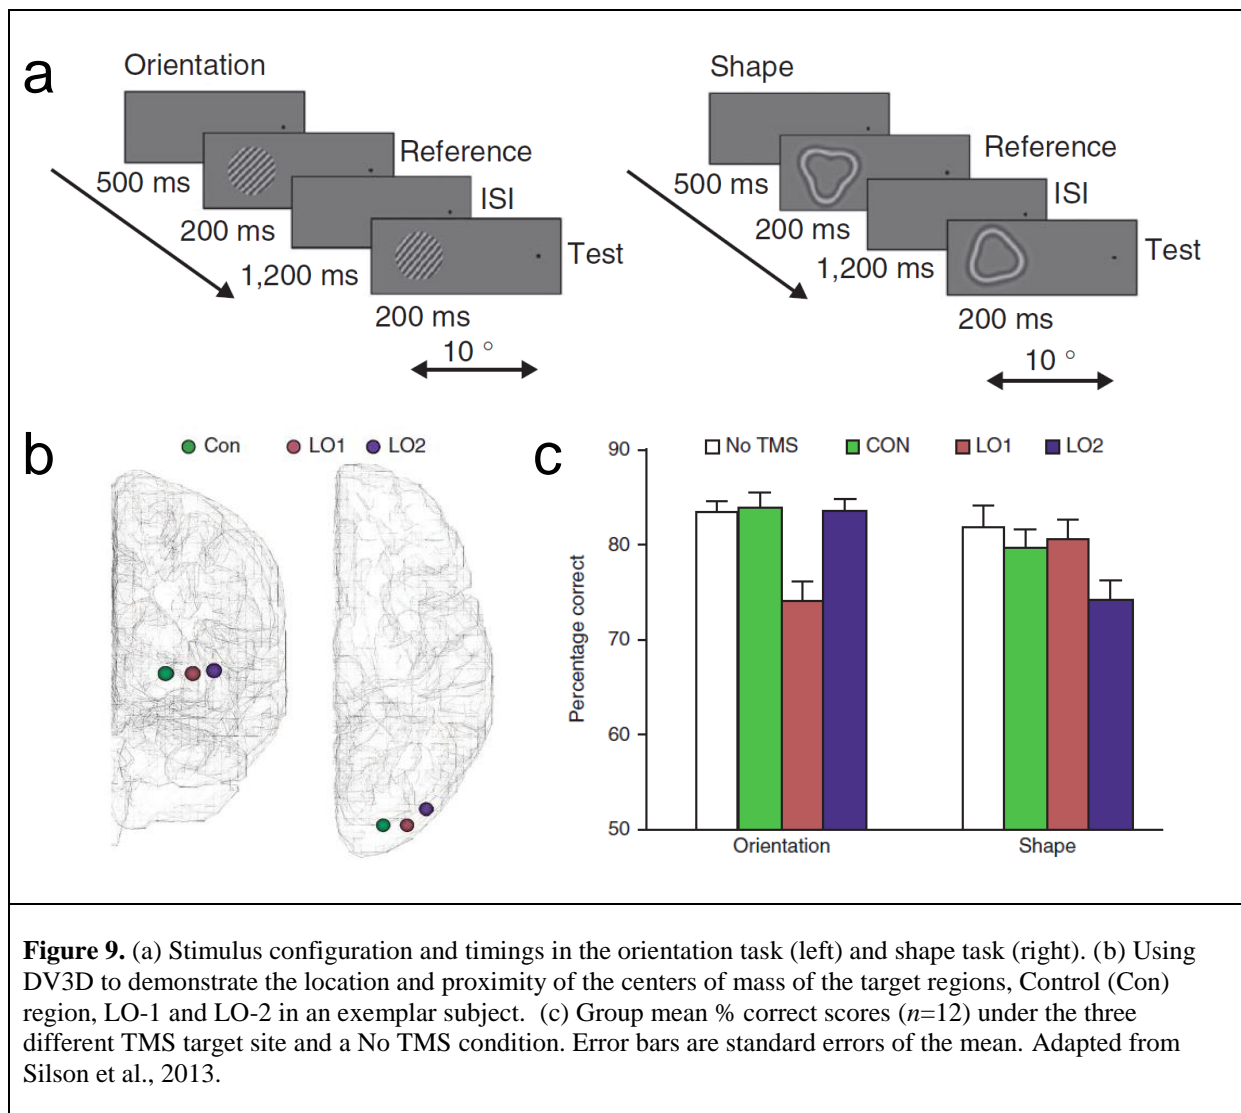 a
Orientation
500 ms
Reference
200 ms
ISI
1,200 ms
Test
200 ms
10 °
Shape
500 ms
Reference
200 ms
ISI
1,200 ms
Test
200 ms
10 °
b
Con LO1 LO2
c
No TMS CON LO1 LO2
Percentage correct
90
80
70
60
50
Orientation Shape
Figure 9. (a) Stimulus configuration and timings in the orientation task (left) and shape task (right). (b) Using
DV3D to demonstrate the location and proximity of the centers of mass of the target regions, Control (Con)
region, LO-1 and LO-2 in an exemplar subject. (c) Group mean % correct scores (n=12) under the three
different TMS target site and a No TMS condition. Error bars are standard errors of the mean. Adapted from
Silson et al., 2013.